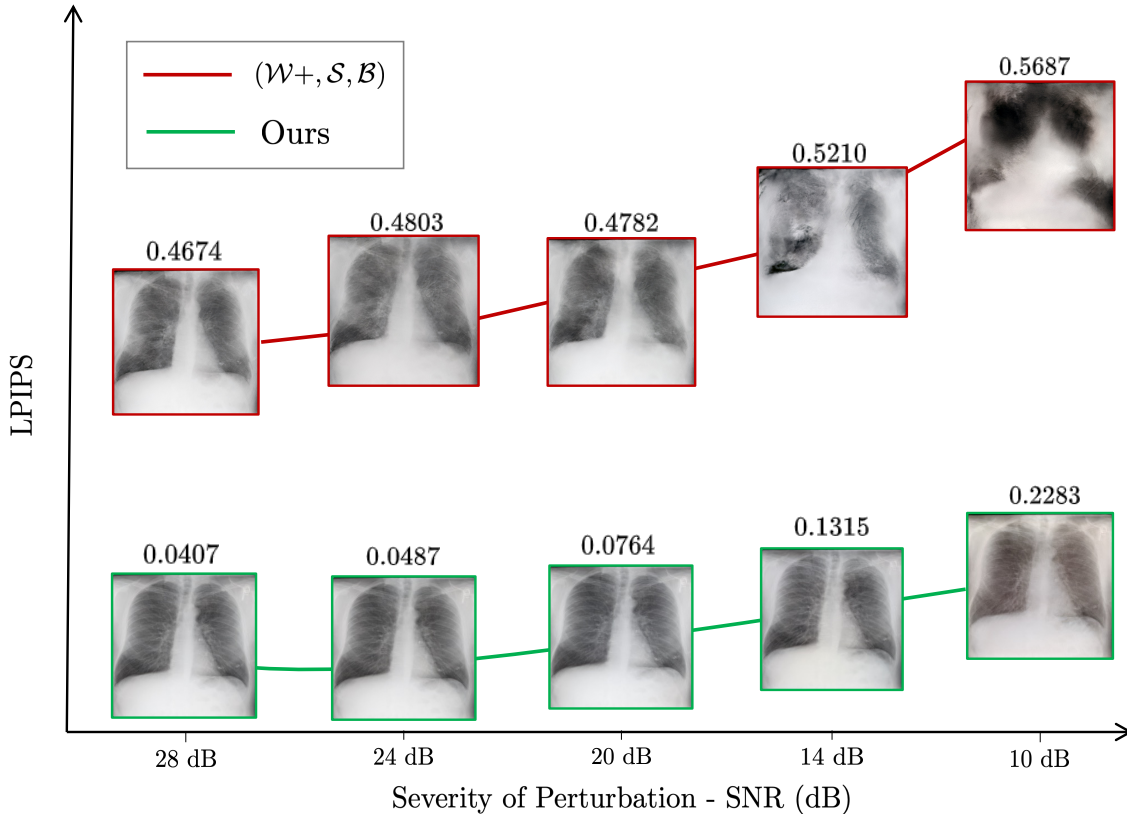 0.5687
(𝒲+, 𝒮, ℬ)
Ours
0.5210
0.4803
0.4782
0.4674
LPIPS
0.2283
0.1315
0.0764
0.0407
0.0487
28 dB
24 dB
20 dB
14 dB
10 dB
Severity of Perturbation - SNR (dB)